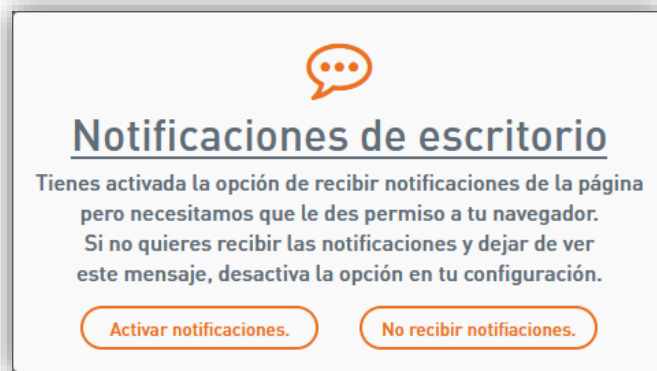 Notificaciones de escritorio
Tienes activada la opción de recibir notificaciones de la página
pero necesitamos que le des permiso a tu navegador.
Si no quieres recibir las notificaciones y dejar de ver
este mensaje, desactiva la opción en tu configuración.
Activar notificaciones. No recibir notifiaciones.